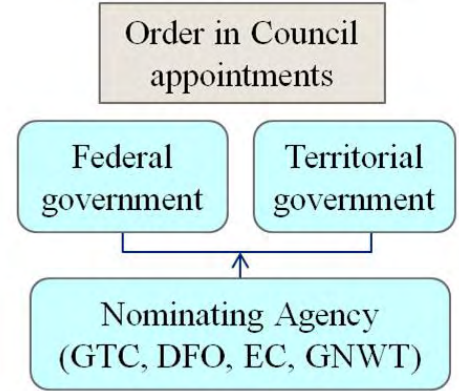 Order in Council
appointments
Federal
government
Territorial
government
Nominating Agency
(GTC, DFO, EC, GNWT)